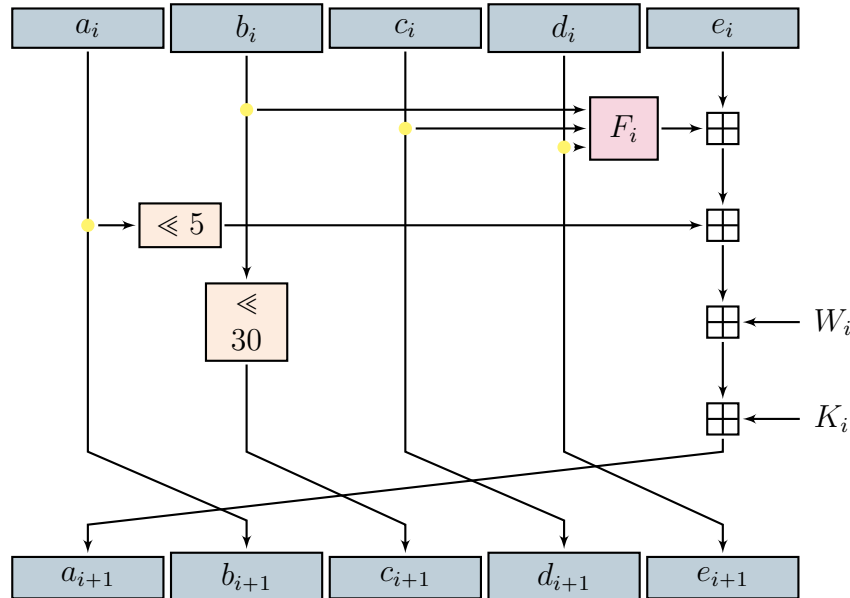 a_i b_i c_i d_i e_i
F_i
≪ 5
≪
30
W_i
K_i
a_{i+1} b_{i+1} c_{i+1} d_{i+1} e_{i+1}